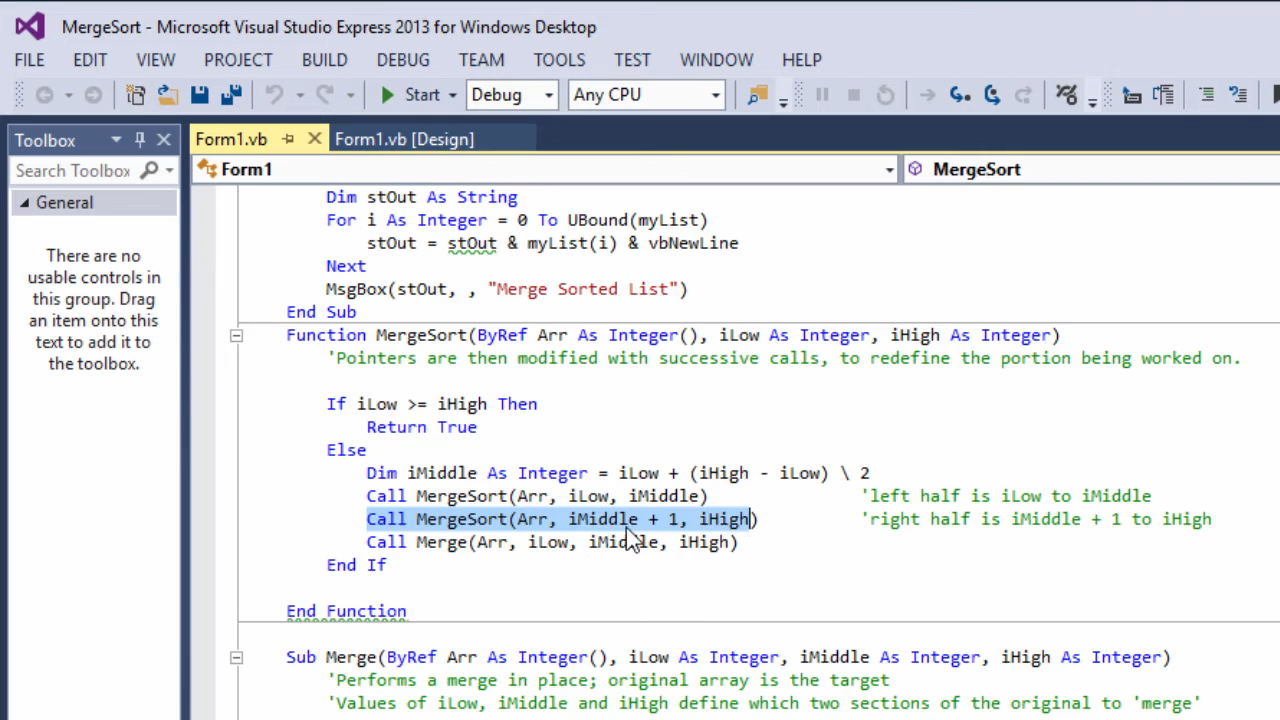 MergeSort - Microsoft Visual Studio Express 2013 for Windows Desktop
FILE EDIT VIEW PROJECT BUILD DEBUG TEAM TOOLS TEST WINDOW HELP
Start Debug Any CPU
Toolbox
Form1.vb
Form1.vb [Design]
Search Toolbox
Form1
MergeSort
General
There are no
usable controls in
this group. Drag
an item onto this
text to add it to
the toolbox.
Dim stOut As String
For i As Integer = 0 To UBound(myList)
stOut = stOut & myList(i) & vbNewLine
Next
MsgBox(stOut, , "Merge Sorted List")
End Sub
Function MergeSort(ByRef Arr As Integer(), iLow As Integer, iHigh As Integer)
'Pointers are then modified with successive calls, to redefine the portion being worked on.
If iLow >= iHigh Then
Return True
Else
Dim iMiddle As Integer = iLow + (iHigh - iLow) \ 2
Call MergeSort(Arr, iLow, iMiddle) 'left half is iLow to iMiddle
Call MergeSort(Arr, iMiddle + 1, iHigh) 'right half is iMiddle + 1 to iHigh
Call Merge(Arr, iLow, iMiddle, iHigh)
End If
End Function
Sub Merge(ByRef Arr As Integer(), iLow As Integer, iMiddle As Integer, iHigh As Integer)
'Performs a merge in place; original array is the target
'Values of iLow, iMiddle and iHigh define which two sections of the original to 'merge'